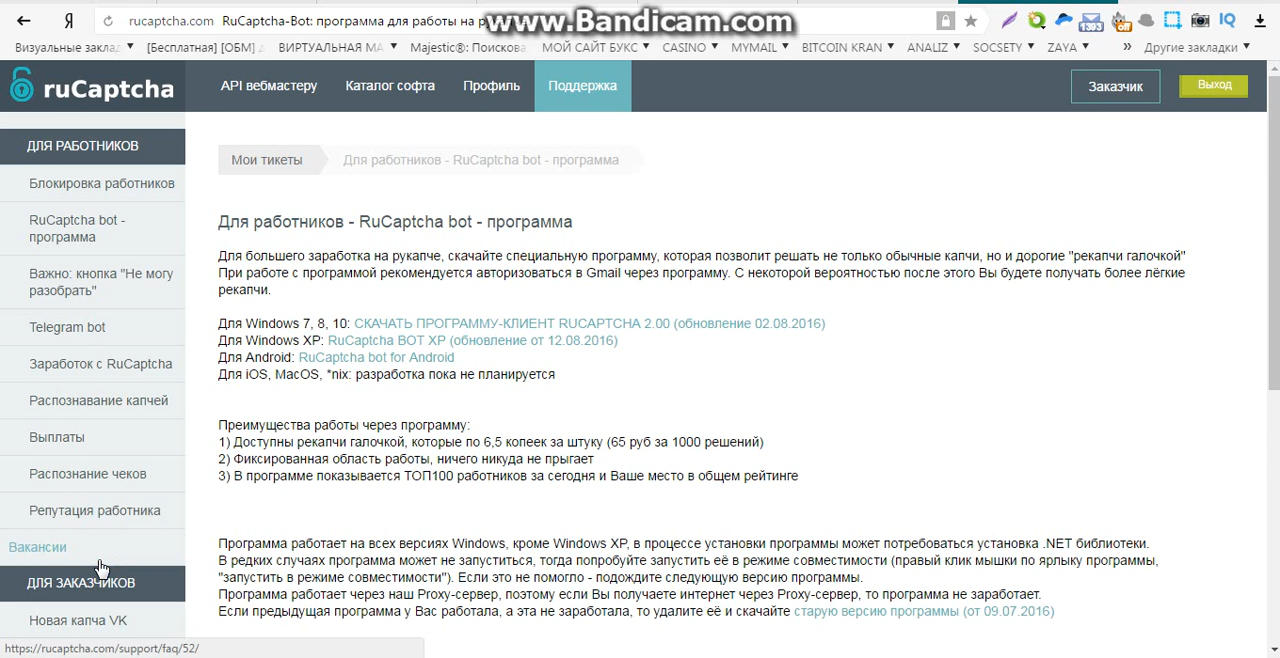 rucaptcha.com RuCaptcha-Bot: программа для работы на
www.Bandicam.com
Визуальные заклад
[Бесплатная] [ОБМ]
ВИРТУАЛЬНАЯ МА
Majestic®: Поискова
МОЙ САЙТ БУКС
CASINO
MYMAIL
BITCOIN KRAN
ANALIZ
SOCSETY
ZAYA
» Другие закладки
ruCaptcha
API вебмастеру
Каталог софта
Профиль
Поддержка
Заказчик
Выход
ДЛЯ РАБОТНИКОВ
Блокировка работников
RuCaptcha bot -
программа
Важно: кнопка "Не могу
разобрать"
Telegram bot
Заработок с RuCaptcha
Распознавание капчей
Выплаты
Распознание чеков
Репутация работника
Вакансии
ДЛЯ ЗАКАЗЧИКОВ
Новая капча VK
https://rucaptcha.com/support/faq/52/
Мои тикеты
Для работников - RuCaptcha bot - программа
Для работников - RuCaptcha bot - программа
Для большего заработка на рукапче, скачайте специальную программу, которая позволит решать не только обычные капчи, но и дорогие "рекапчи галочкой"
При работе с программой рекомендуется авторизоваться в Gmail через программу. С некоторой вероятностью после этого Вы будете получать более лёгкие
рекапчи.
Для Windows 7, 8, 10: СКАЧАТЬ ПРОГРАММУ-КЛИЕНТ RUCAPTCHA 2.00 (обновление 02.08.2016)
Для Windows XP: RuCaptcha BOT XP (обновление от 12.08.2016)
Для Android: RuCaptcha bot for Android
Для iOS, MacOS, *nix: разработка пока не планируется
Преимущества работы через программу:
1) Доступны рекапчи галочкой, которые по 6,5 копеек за штуку (65 руб за 1000 решений)
2) Фиксированная область работы, ничего никуда не прыгает
3) В программе показывается ТОП100 работников за сегодня и Ваше место в общем рейтинге
Программа работает на всех версиях Windows, кроме Windows XP, в процессе установки программы может потребоваться установка .NET библиотеки.
В редких случаях программа может не запуститься, тогда попробуйте запустить её в режиме совместимости (правый клик мышки по ярлыку программы,
"запустить в режиме совместимости"). Если это не помогло - подождите следующую версию программы.
Программа работает через наш Proxy-сервер, поэтому если Вы получаете интернет через Proxy-сервер, то программа не заработает.
Если предыдущая программа у Вас работала, а эта не заработала, то удалите её и скачайте старую версию программы (от 09.07.2016)